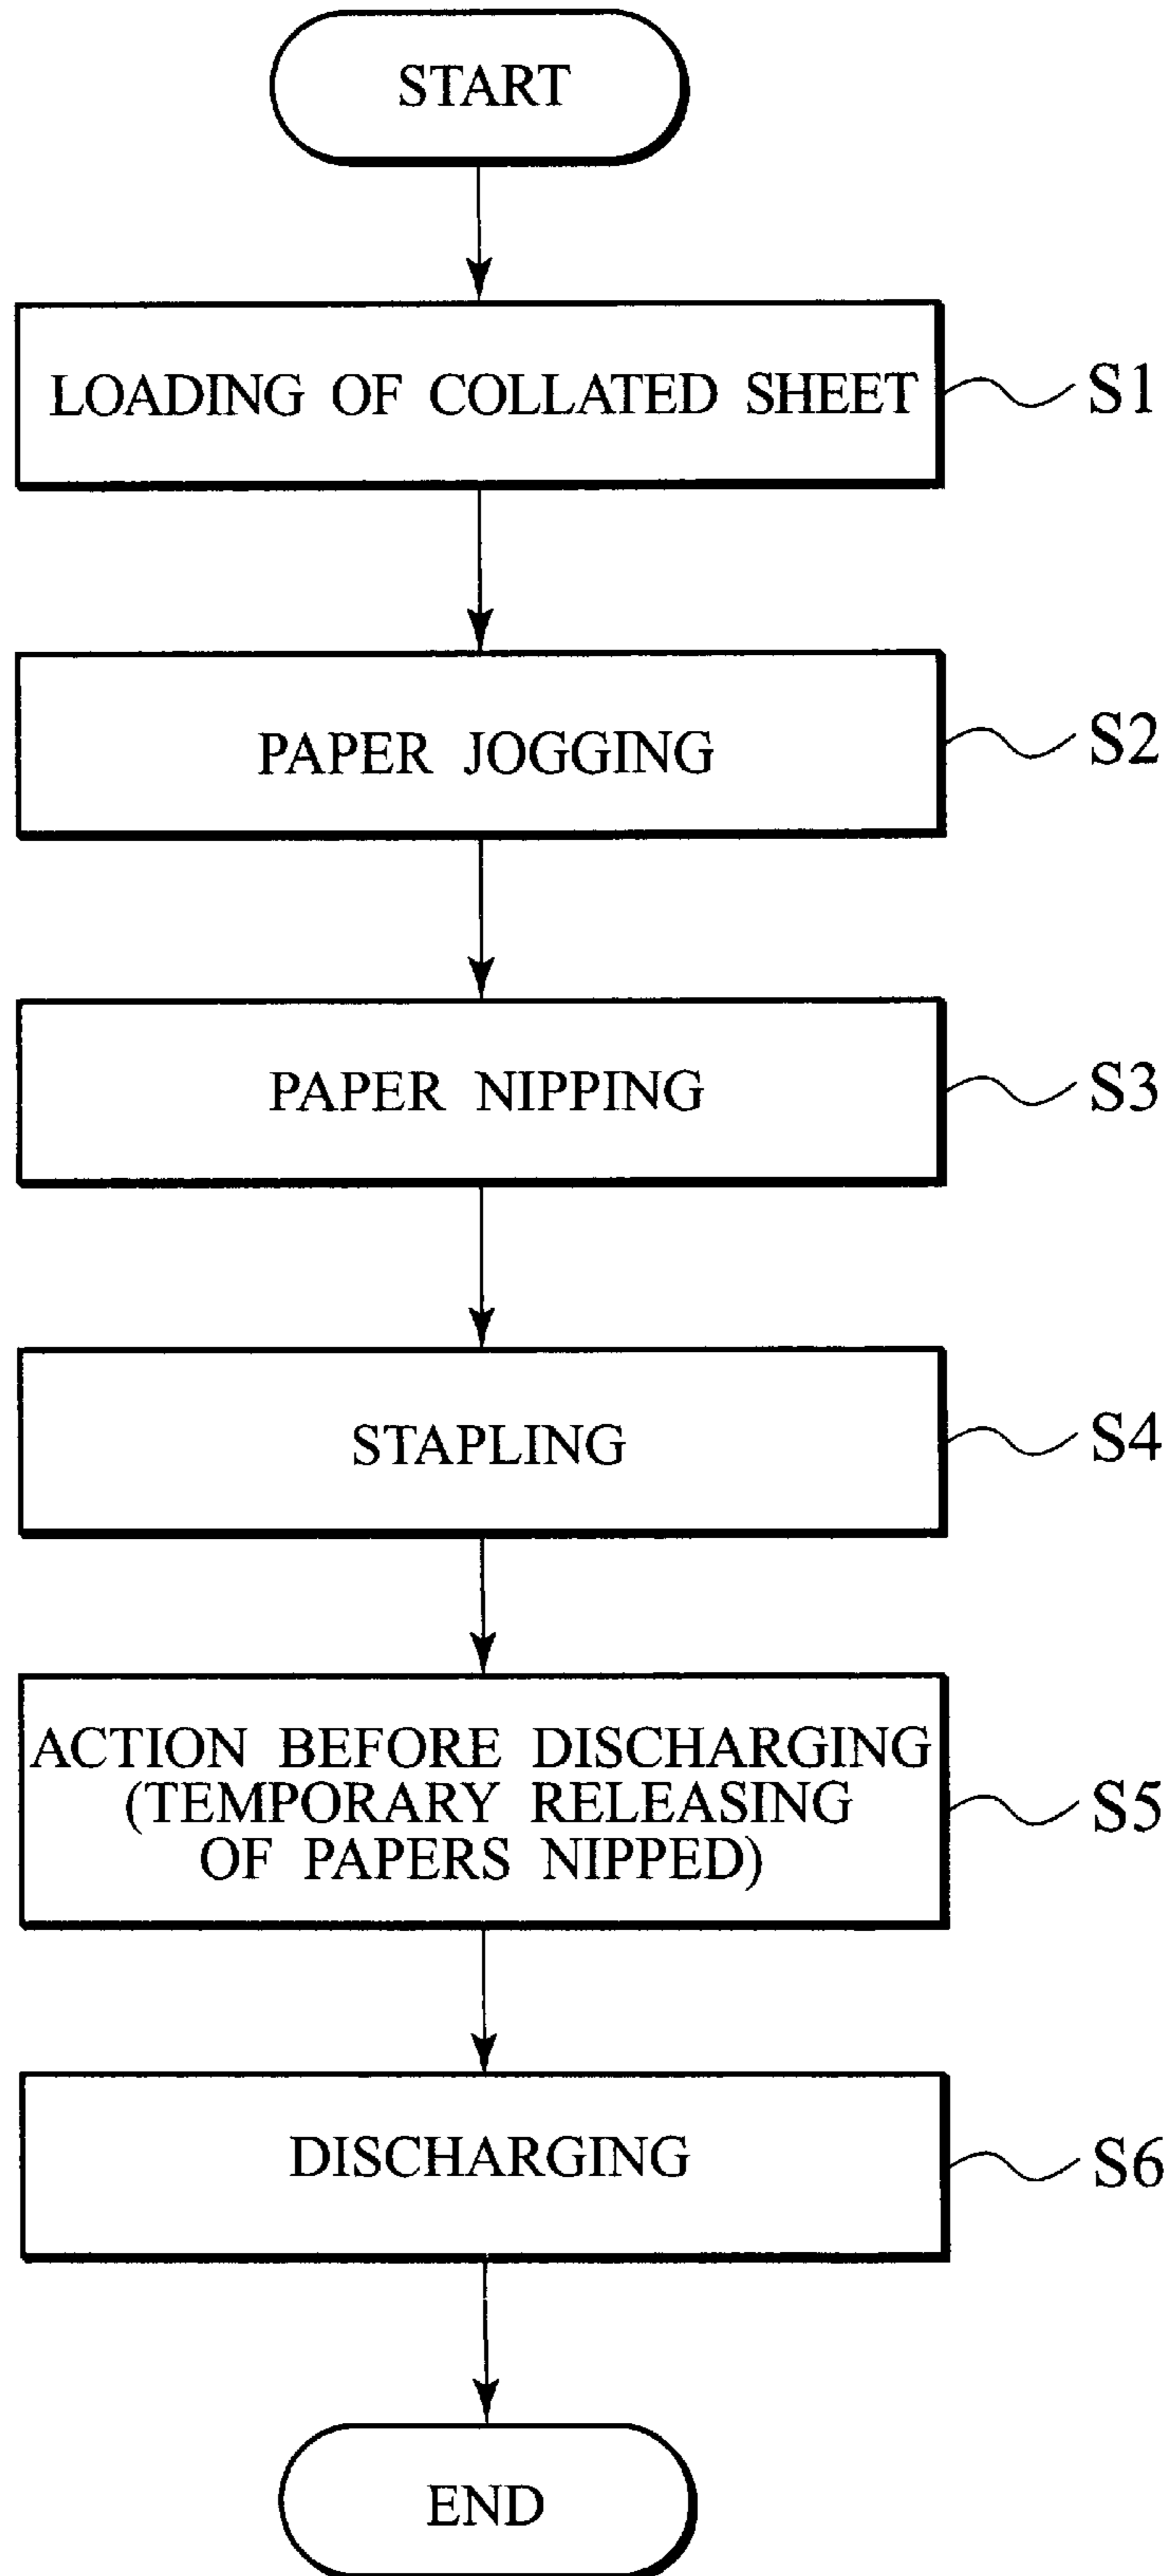 START
LOADING OF COLLATED SHEET
S1
PAPER JOGGING
S2
PAPER NIPPING
S3
STAPLING
S4
ACTION BEFORE DISCHARGING
(TEMPORARY RELEASING
OF PAPERS NIPPED)
S5
DISCHARGING
S6
END